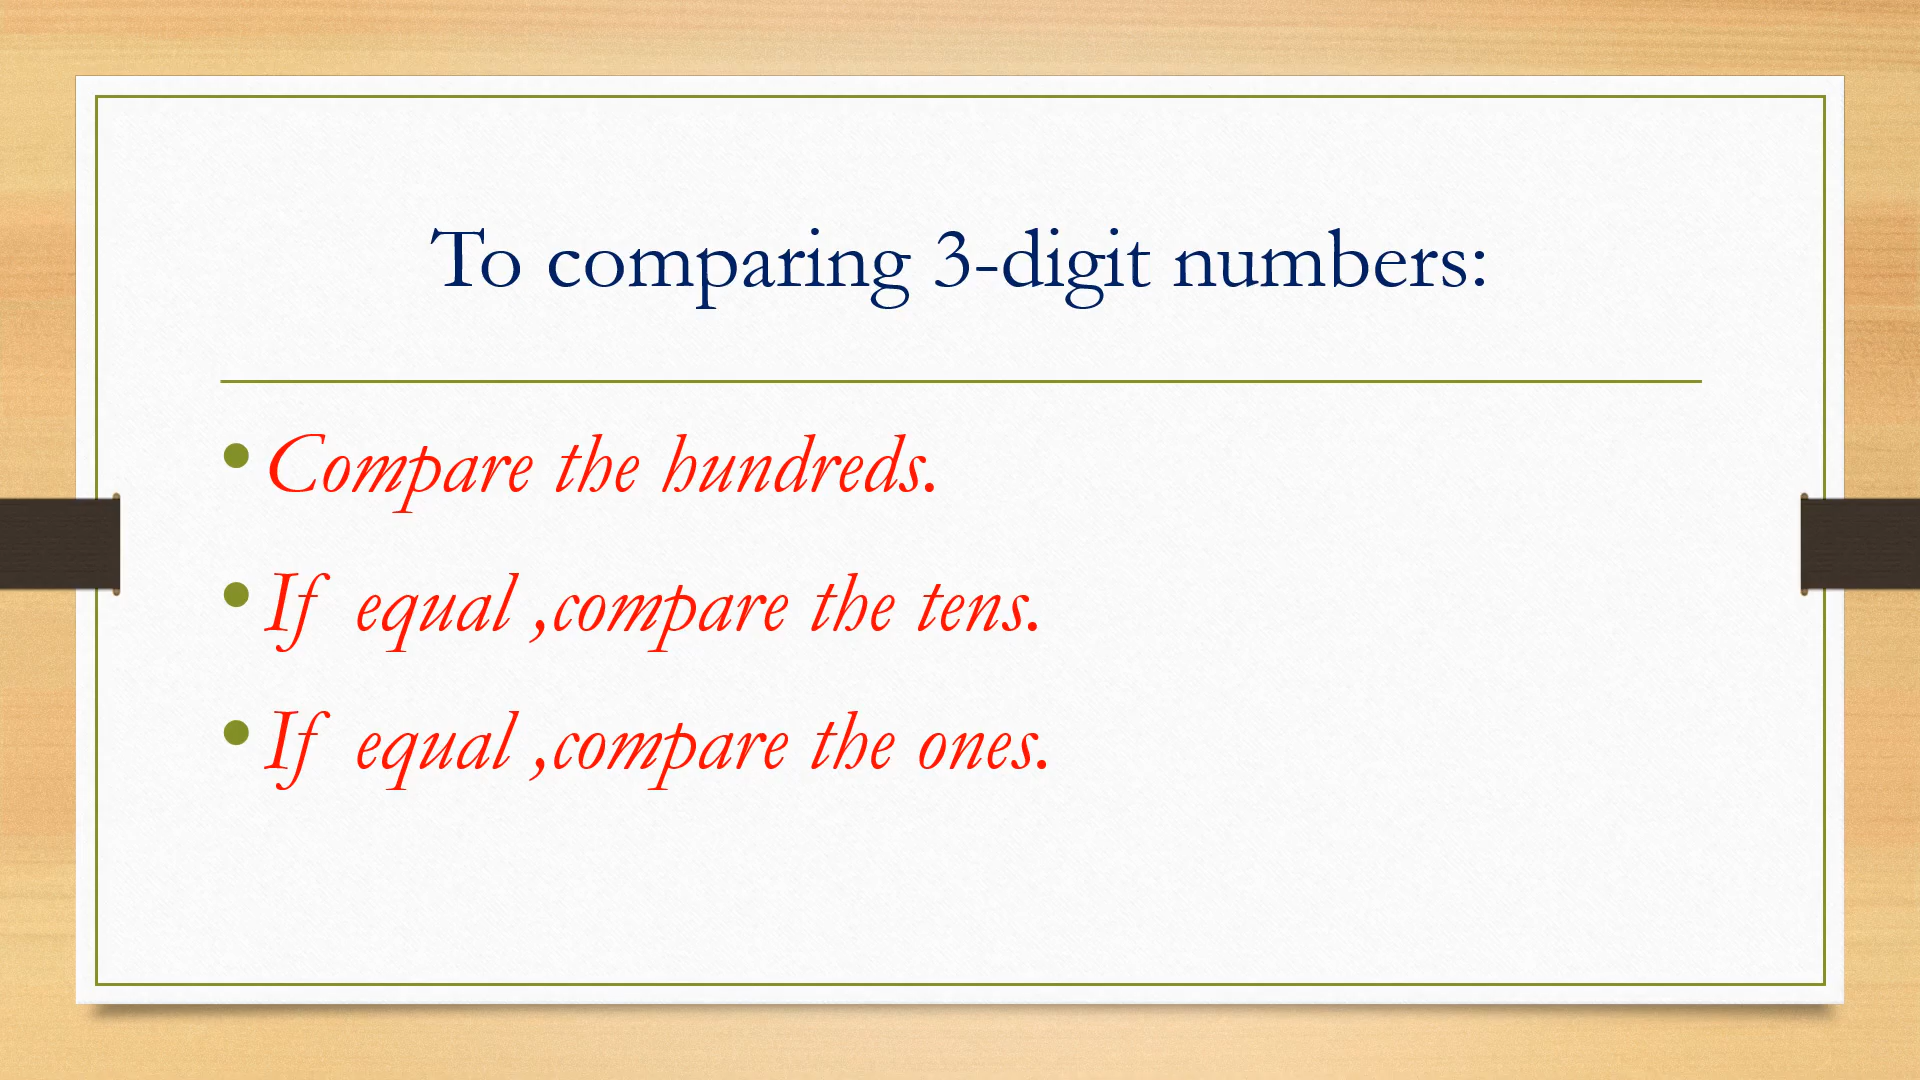 To comparing 3-digit numbers:
Compare the hundreds.
If  equal ,compare the tens.
If  equal ,compare the ones.